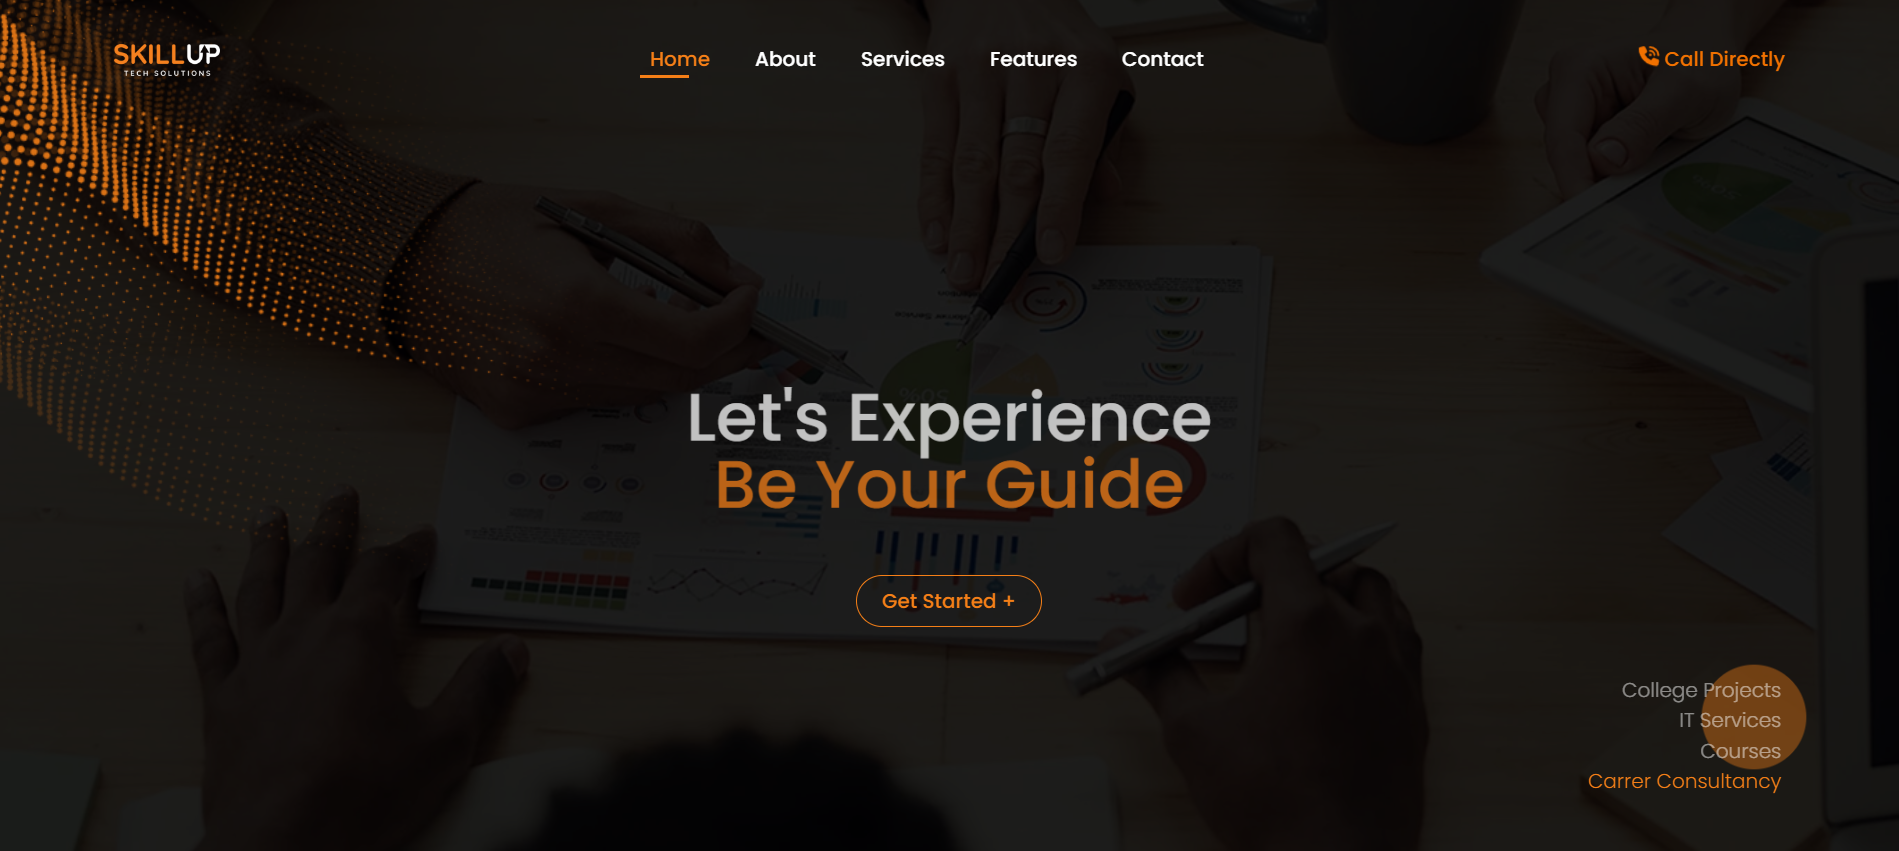 SKILLUP
TECH SOLUTIONS
Home
About
Services
Features
Contact
Call Directly
Let's Experience
Be Your Guide
Get Started +
College Projects
IT Services
Courses
Carrer Consultancy